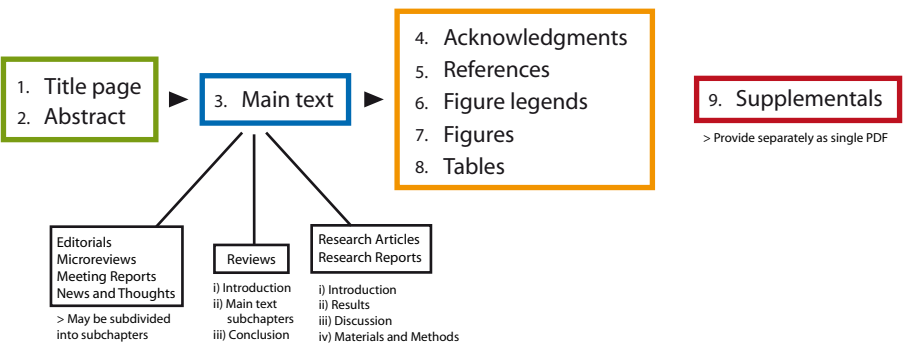 1. Title page
2. Abstract
3. Main text
4. Acknowledgments
5. References
6. Figure legends
7. Figures
8. Tables
9. Supplementals
> Provide separately as single PDF
Editorials
Microreviews
Meeting Reports
News and Thoughts
> May be subdivided
into subchapters
Reviews
i) Introduction
ii) Main text
subchapters
iii) Conclusion
Research Articles
Research Reports
i) Introduction
ii) Results
iii) Discussion
iv) Materials and Methods